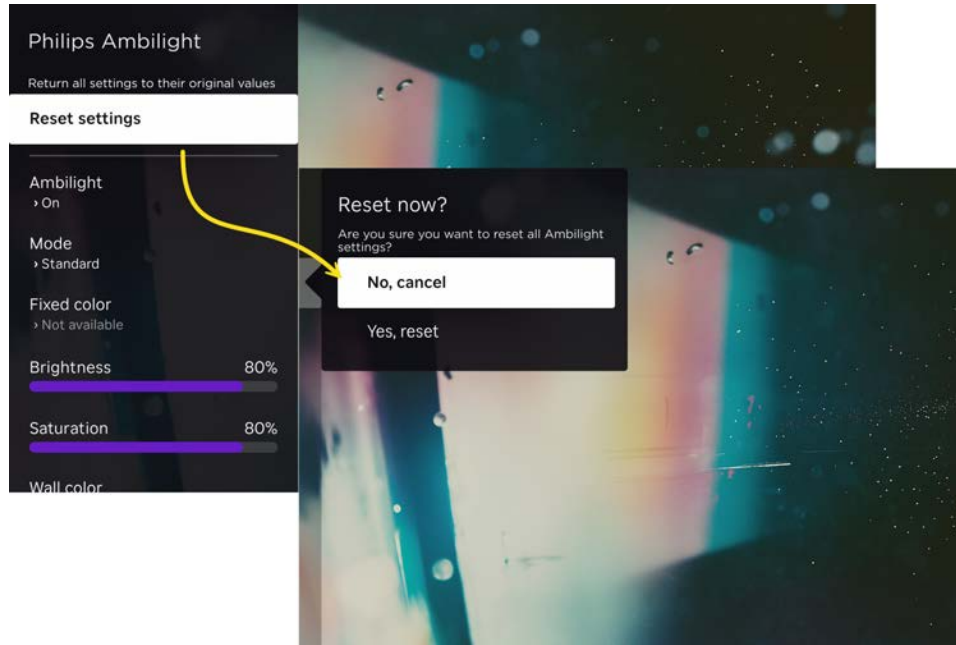 Philips Ambilight
Return all settings to their original values
Reset settings
Ambilight
› On
Mode
› Standard
Fixed color
› Not available
Brightness 80%
Saturation 80%
Wall color
Reset now?
Are you sure you want to reset all Ambilight
settings?
No, cancel
Yes, reset